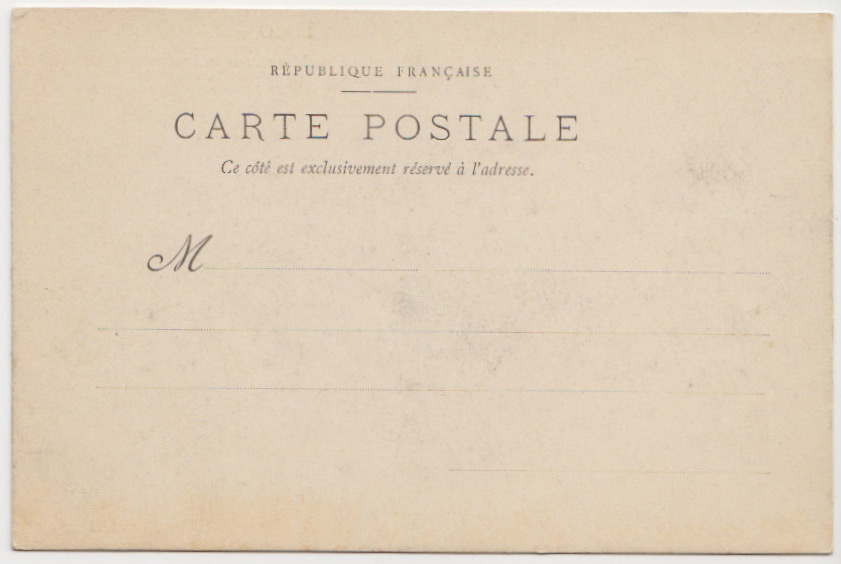 RÉPUBLIQUE FRANÇAISE
CARTE POSTALE
Ce côté est exclusivement réservé à l'adresse.
M